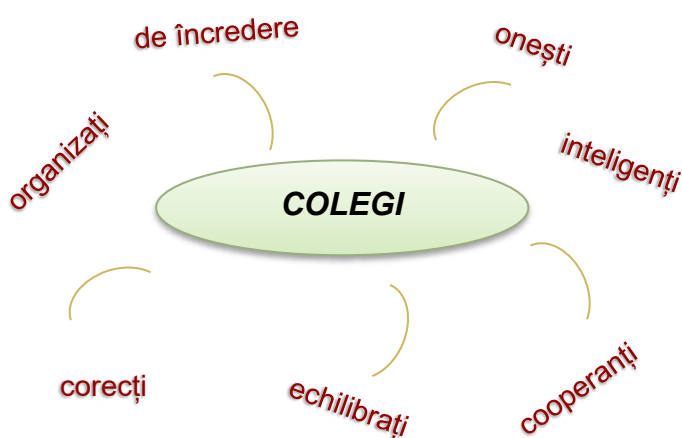 de încredere
onești
organizați
inteligenți
COLEGI
corecți
echilibrați
cooperanți